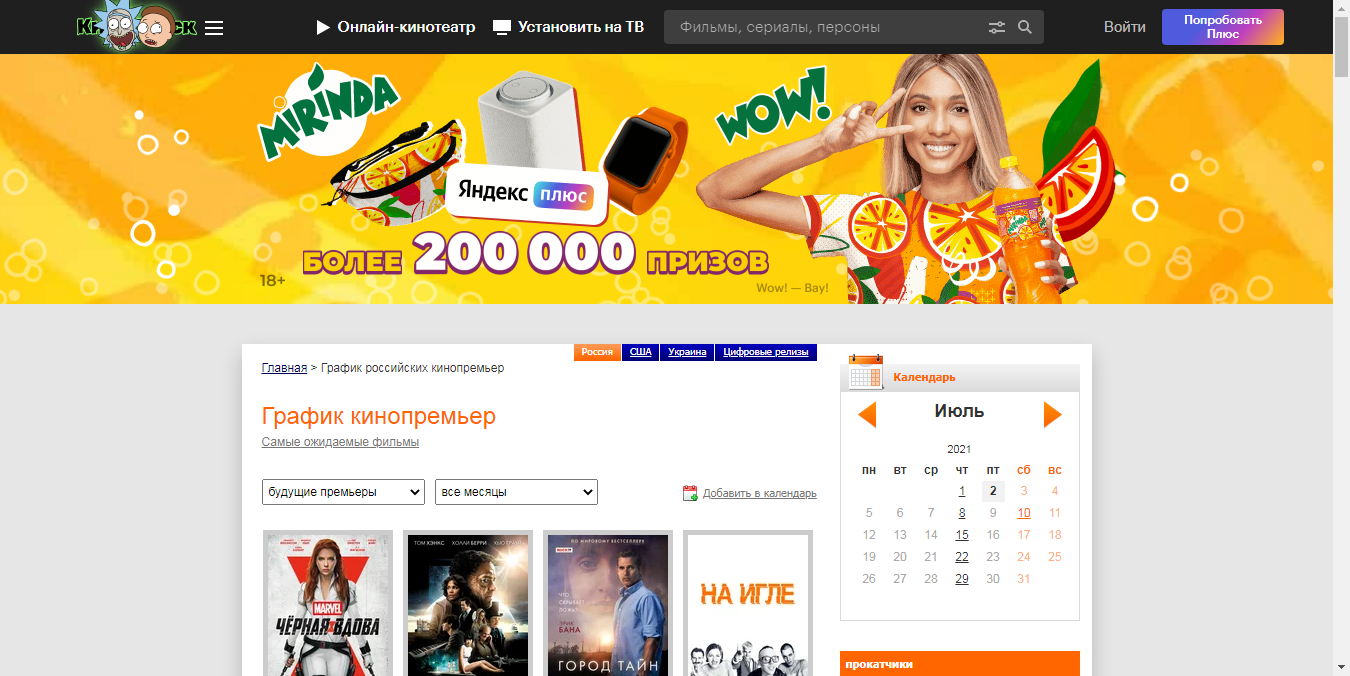 Онлайн-кинотеатр
Установить на ТВ
Фильмы, сериалы, персоны
Войти
Попробовать
Плюс
MIRINDA
WOW!
Яндекс плюс
БОЛЕЕ 200 000 ПРИЗОВ
18+
Wow! — Вау!
Россия
США
Украина
Цифровые релизы
Главная > График российских кинопремьер
График кинопремьер
Самые ожидаемые фильмы
будущие премьеры
все месяцы
Добавить в календарь
MARVEL
ЧЁРНАЯ ВДОВА
ТОМ ХЭНКС ХОЛЛИ БЕРРИ
ПО МИРОВОМУ БЕСТСЕЛЛЕРУ
ЧТО
СКРЫВАЕТ
ЛОЖЬ?
ЭРИК
БАНА
ГОРОД ТАЙН
НА ИГЛЕ
Календарь
Июль
2021
пн вт ср чт пт сб вс
1 2 3 4
5 6 7 8 9 10 11
12 13 14 15 16 17 18
19 20 21 22 23 24 25
26 27 28 29 30 31
прокатчики